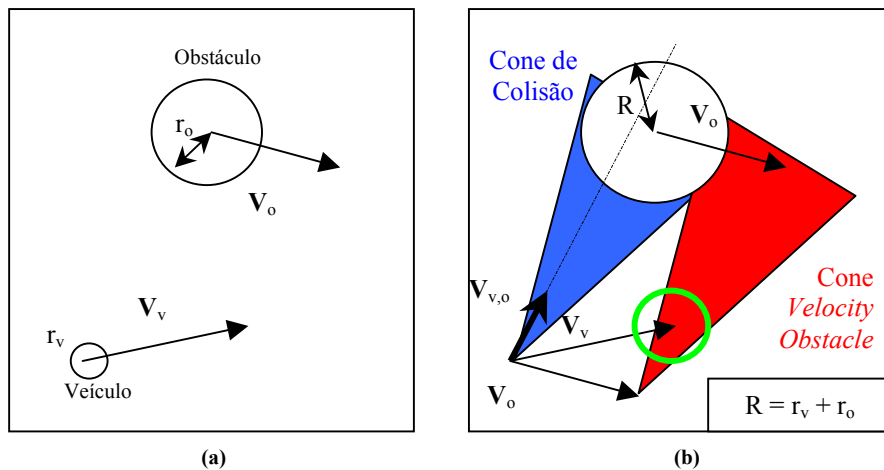 Obstáculo
r_o
V_o
V_v
r_v
Veículo
(a)
Cone de
Colisão
R
V_o
V_v,o
V_v
V_o
Cone
Velocity
Obstacle
R = r_v + r_o
(b)